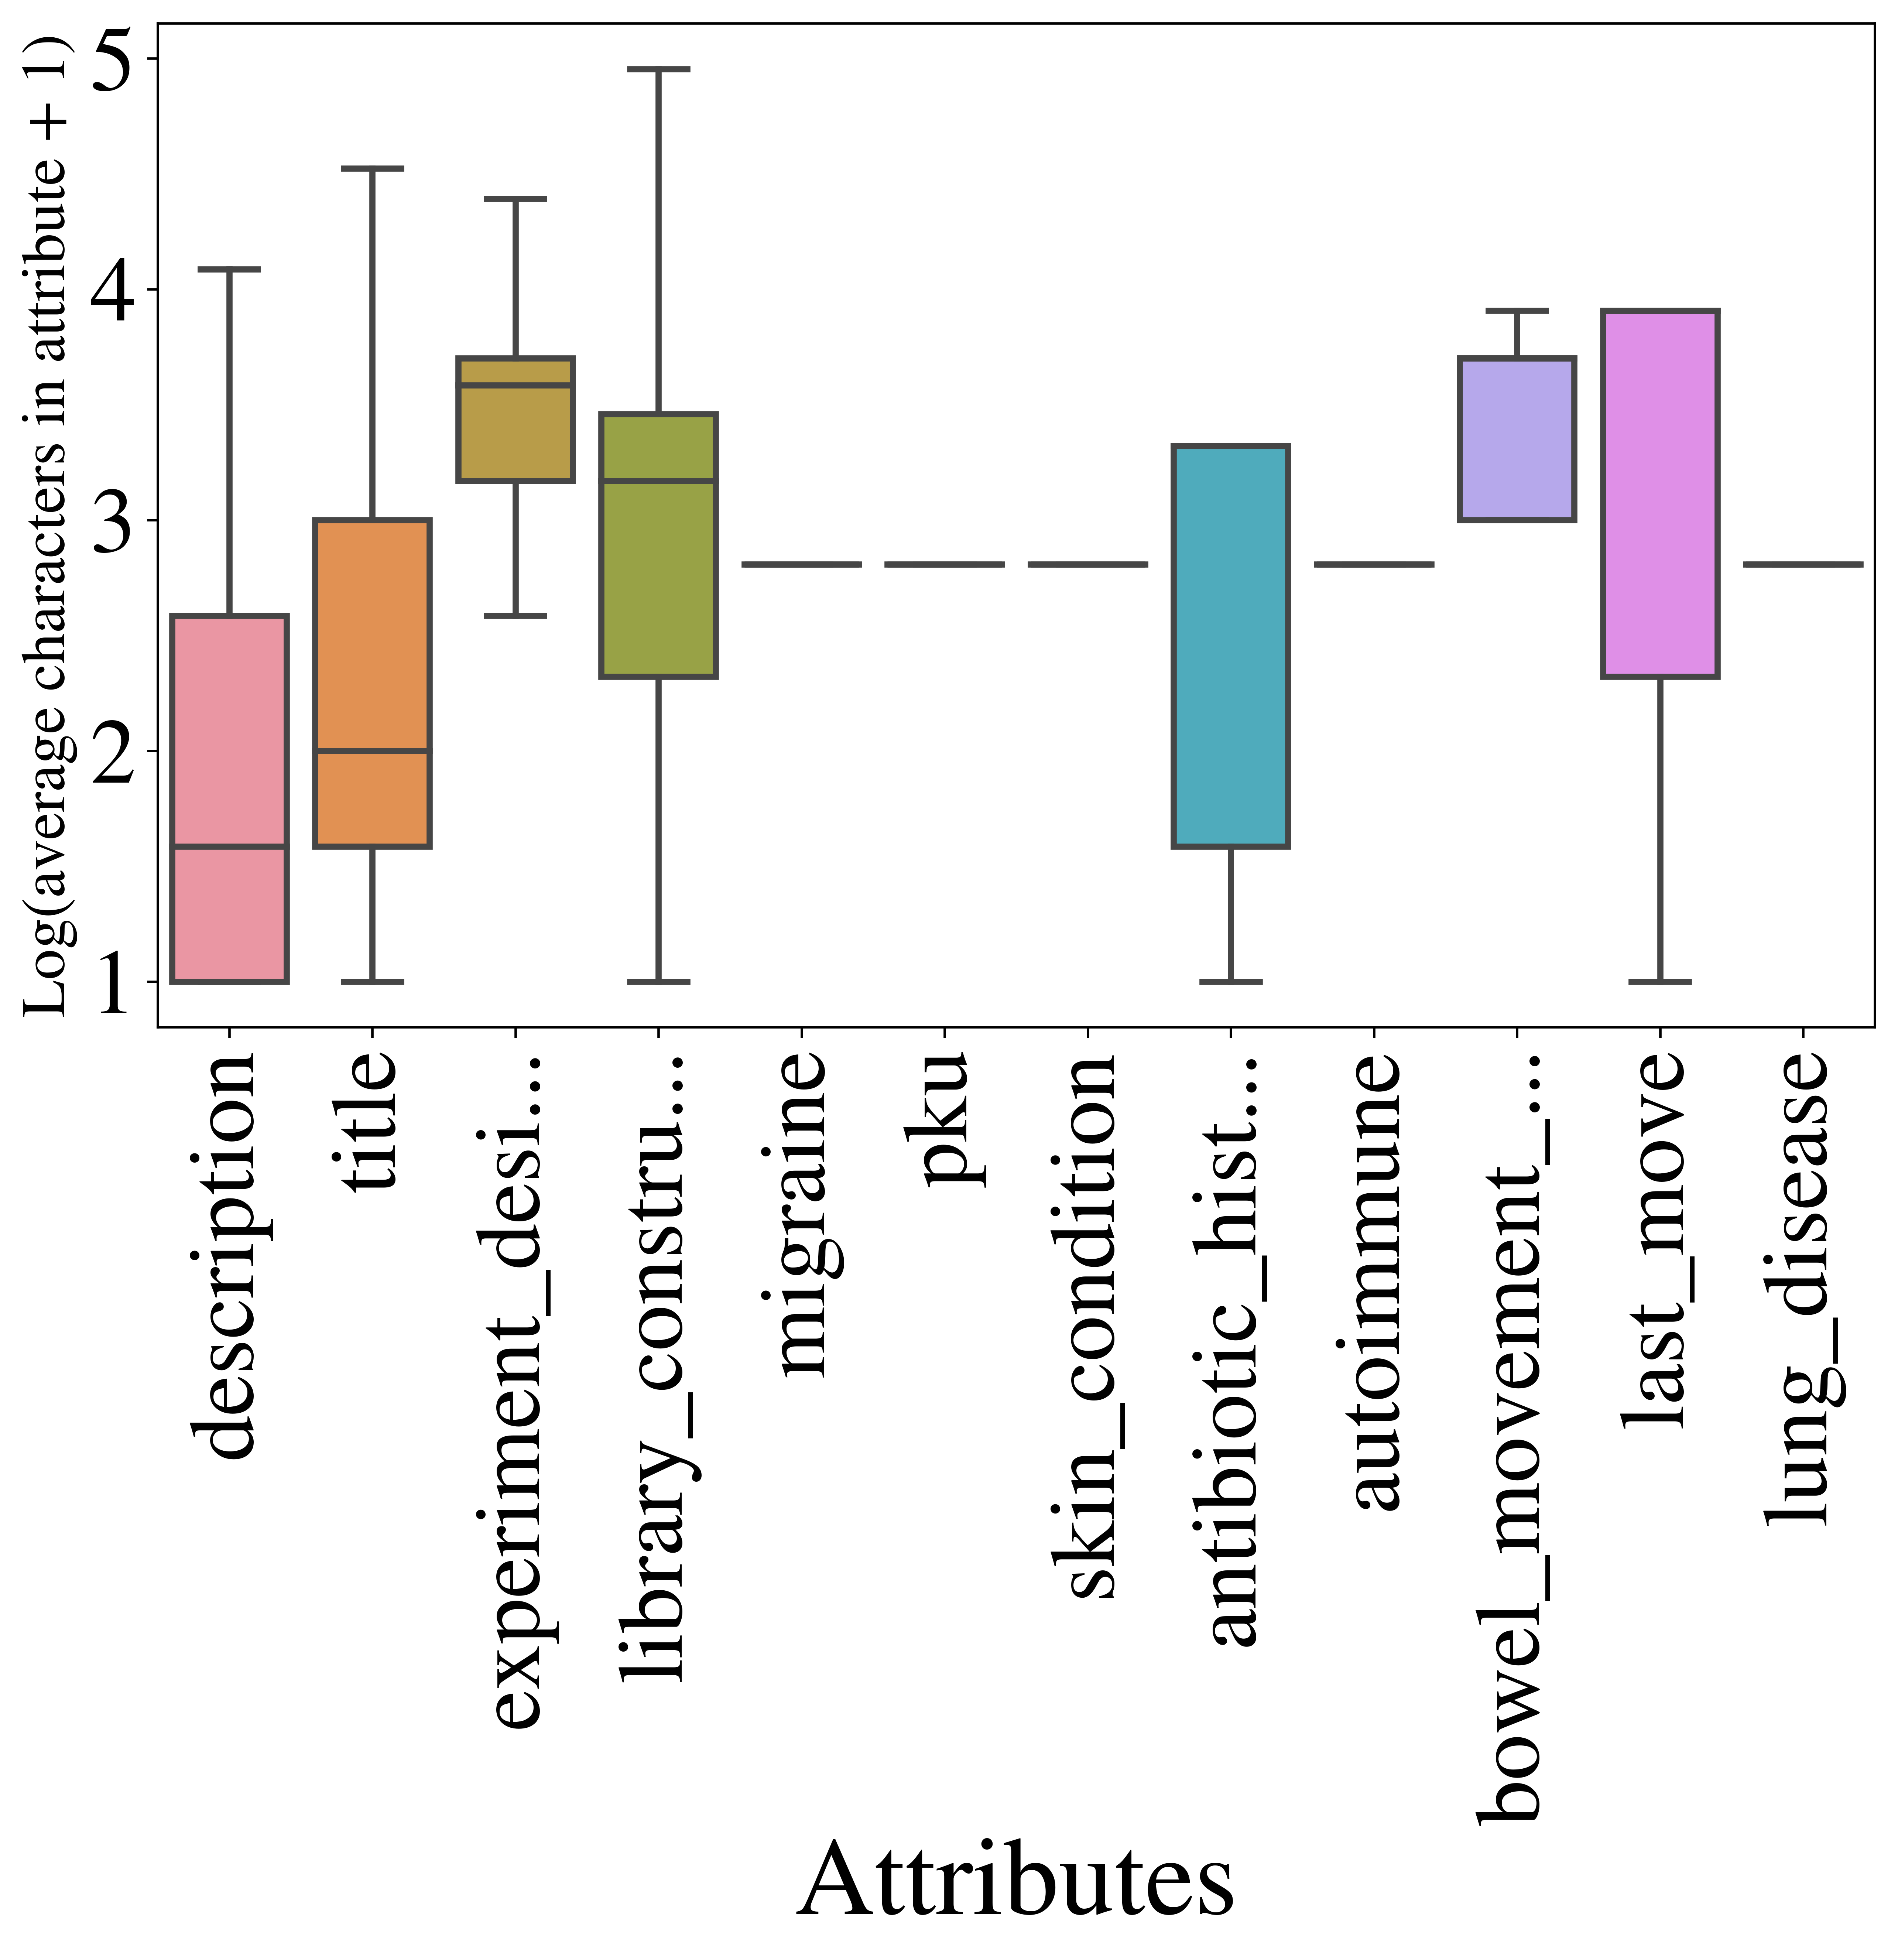 Log(average characters in attribute + 1)
5
4
3
2
1
description
title
experiment_desi...
library_constru...
migraine
pku
skin_condition
antibiotic_hist...
autoimmune
bowel_movement_...
last_move
lung_disease
Attributes